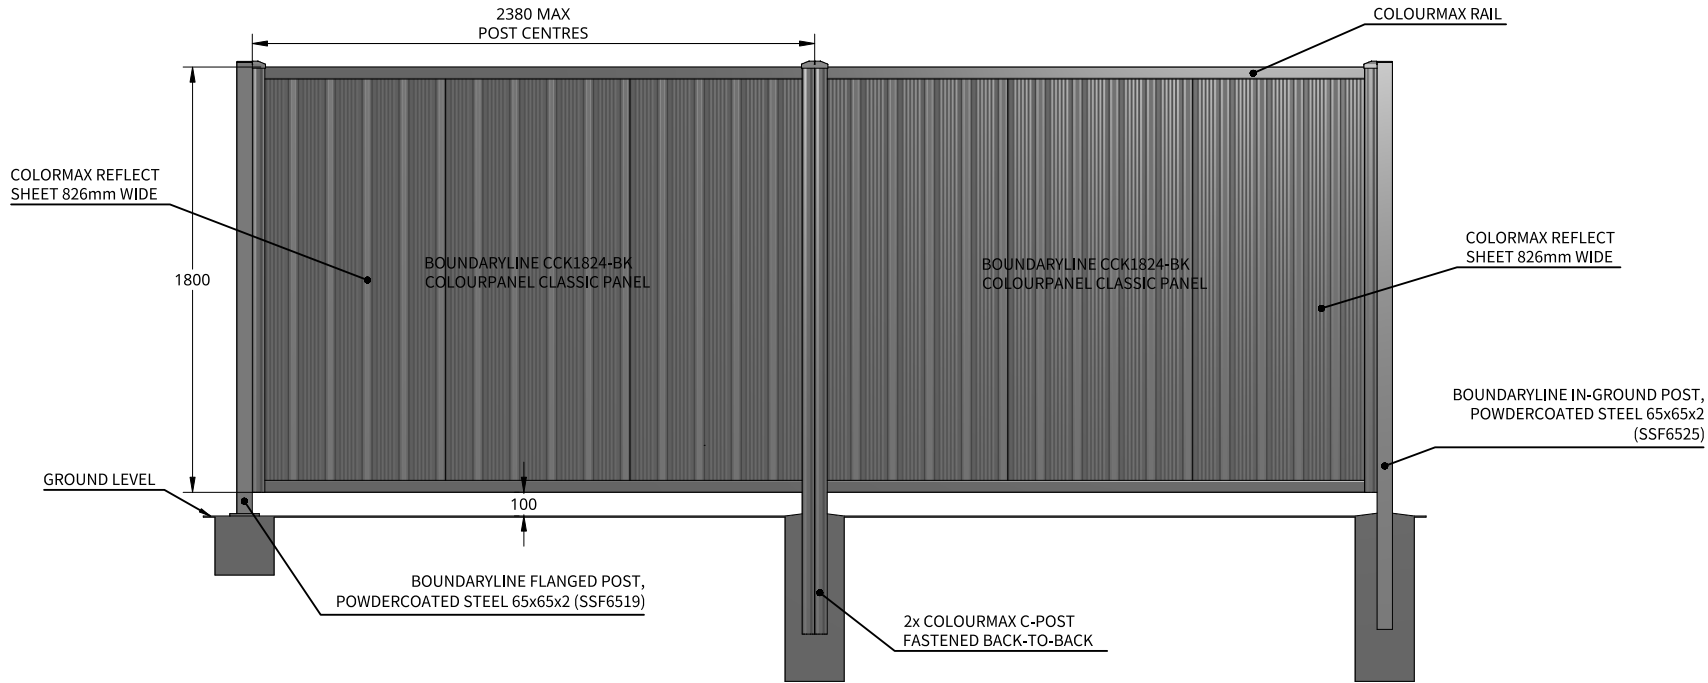 2380 MAX
POST CENTRES
COLOURMAX RAIL
COLORMAX REFLECT
SHEET 826mm WIDE
1800
BOUNDARYLINE CCK1824-BK
COLOURPANEL CLASSIC PANEL
BOUNDARYLINE CCK1824-BK
COLOURPANEL CLASSIC PANEL
COLORMAX REFLECT
SHEET 826mm WIDE
BOUNDARYLINE IN-GROUND POST,
POWDERCOATED STEEL 65x65x2
(SSF6525)
GROUND LEVEL
100
BOUNDARYLINE FLANGED POST,
POWDERCOATED STEEL 65x65x2 (SSF6519)
2x COLOURMAX C-POST
FASTENED BACK-TO-BACK